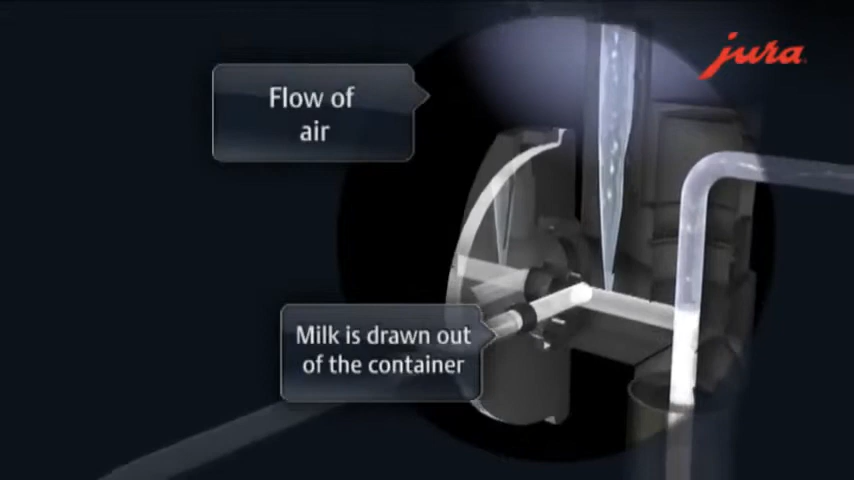 jura
Flow of
air
Milk is drawn out
of the container